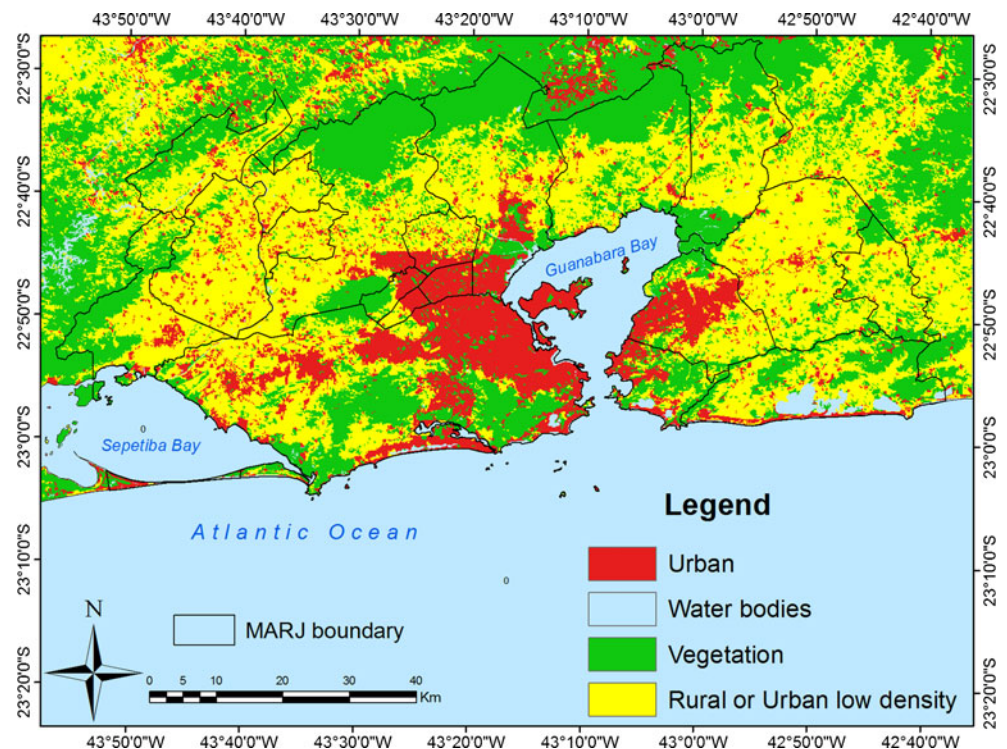 43°50'0"W 43°40'0"W 43°30'0"W 43°20'0"W 43°10'0"W 43°00'0"W 42°50'0"W 42°40'0"W
22°30'0"S
22°30'0"S
22°40'0"S
22°40'0"S
Guanabara Bay
22°50'0"S
22°50'0"S
23°0'0"S
Sepetiba Bay
23°0'0"S
Atlantic Ocean
Legend
23°10'0"S
Urban
23°10'0"S
Water bodies
N
MARJ boundary
Vegetation
23°20'0"S
0 5 10 20 30 40
Km
Rural or Urban low density
23°20'0"S
43°50'0"W 43°40'0"W 43°30'0"W 43°20'0"W 43°10'0"W 43°00'0"W 42°50'0"W 42°40'0"W